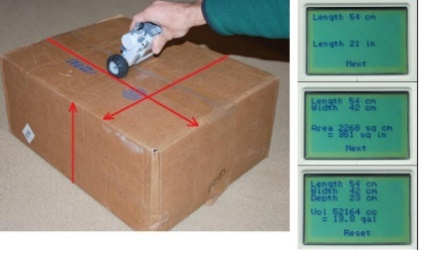 Length 54 cm
Length 21 in
Next
Length 54 cm
Width 42 cm
Area 2268 sq cm
= 351 sq in
Next
Length 54 cm
Width 42 cm
Depth 23 cm
Vol 52164 cc
= 13.8 gal
Reset